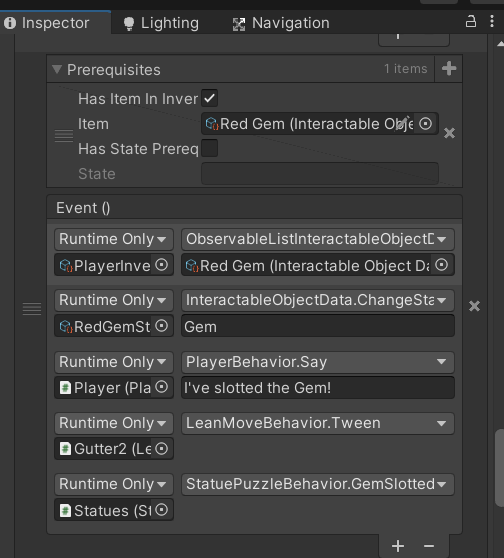 Inspector Lighting Navigation
Prerequisites 1 items
Has Item In Inver
Item Red Gem (Interactable Obje
Has State Prereq
State
Event ()
Runtime Only ObservableListInteractableObjectD
PlayerInve Red Gem (Interactable Object Da
Runtime Only InteractableObjectData.ChangeSta
RedGemSt Gem
Runtime Only PlayerBehavior.Say
Player (Pla I've slotted the Gem!
Runtime Only LeanMoveBehavior.Tween
Gutter2 (Le
Runtime Only StatuePuzzleBehavior.GemSlotted
Statues (St